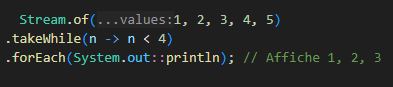 Stream.of(...values:1, 2, 3, 4, 5)
.takeWhile(n -> n < 4)
.forEach(System.out::println); // Affiche 1, 2, 3